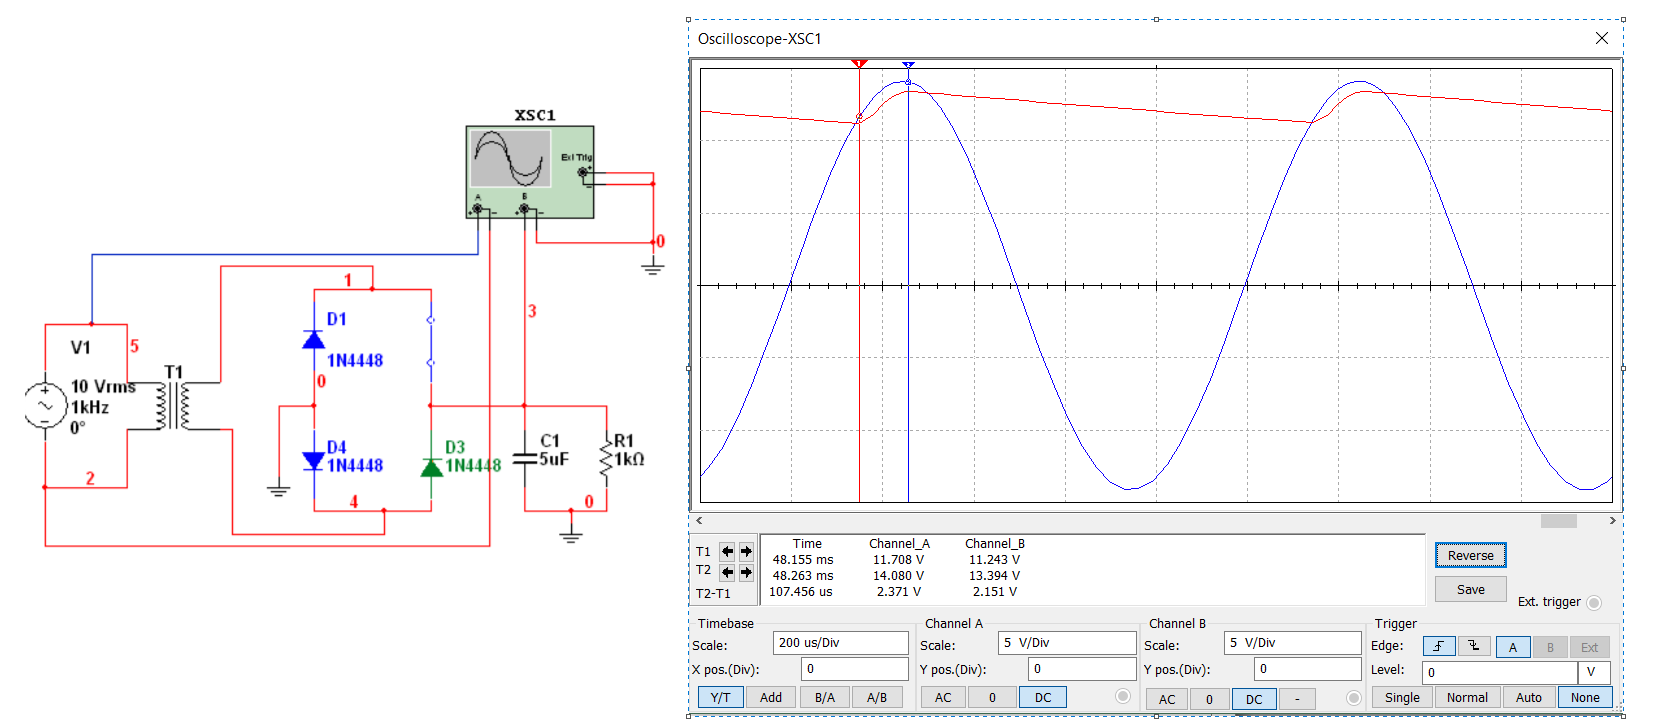 XSC1
Ext Trig
+
A
B
+ - + -
0
1
3
D1
1N4448
V1
5
10 Vrms
1kHz
0°
T1
0
D4
1N4448
D3
1N4448
C1
5uF
R1
1kΩ
2
4
0
Oscilloscope-XSC1
1
2
T1
T2
T2-T1
Time Channel_A Channel_B
48.155 ms 11.708 V 11.243 V
48.263 ms 14.080 V 13.394 V
107.456 us 2.371 V 2.151 V
Reverse
Save
Ext. trigger
Timebase
Scale: 200 us/Div
X pos.(Div): 0
Y/T Add B/A A/B
Channel A
Scale: 5 V/Div
Y pos.(Div): 0
AC 0 DC
Channel B
Scale: 5 V/Div
Y pos.(Div): 0
AC 0 DC -
Trigger
Edge: A B Ext
Level: 0 V
Single Normal Auto None